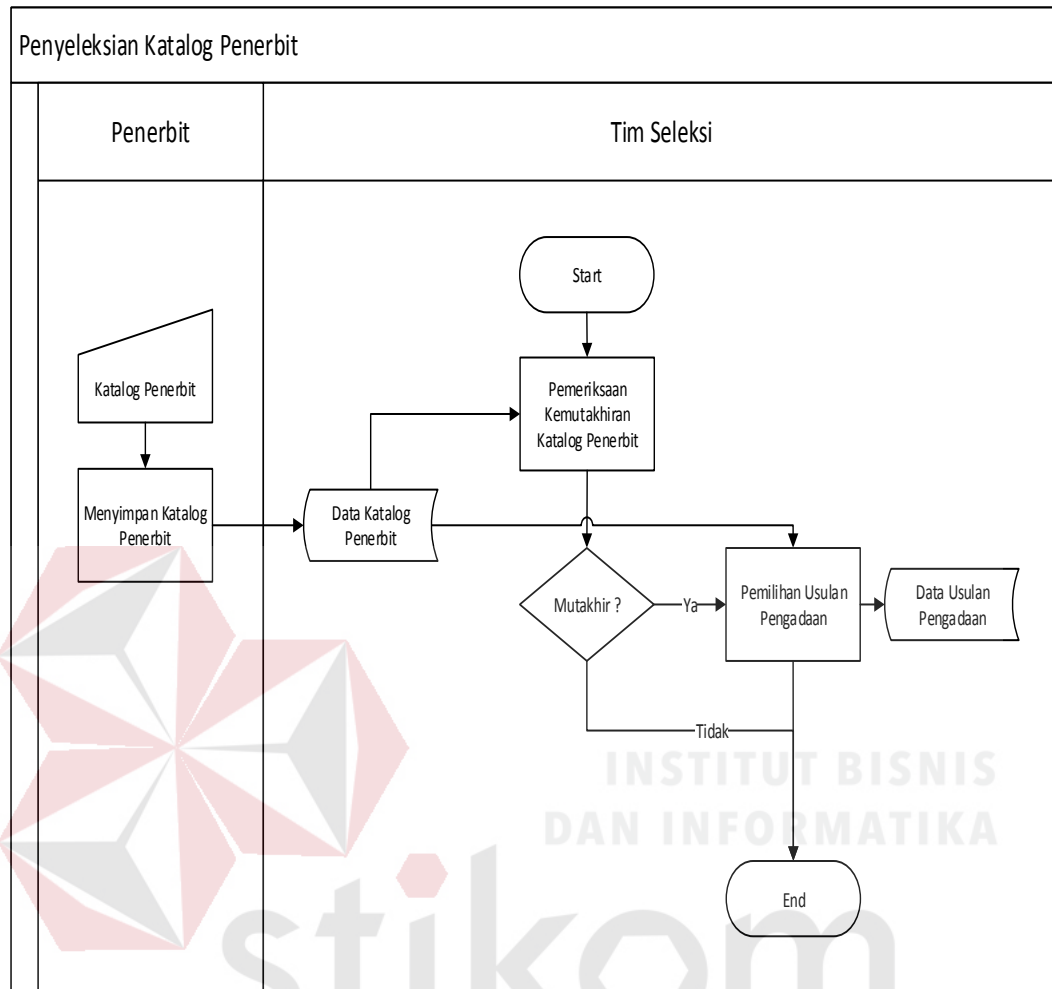 Penyeleksian Katalog Penerbit
Penerbit
Tim Seleksi
Start
Katalog Penerbit
Pemeriksaan
Kemutakhiran
Katalog Penerbit
Menyimpan Katalog
Penerbit
Data Katalog
Penerbit
Mutakhir ?
Ya
Pemilihan Usulan
Pengadaan
Data Usulan
Pengadaan
Tidak
INSTITUT BISNIS
DAN INFORMATIKA
End
stikom